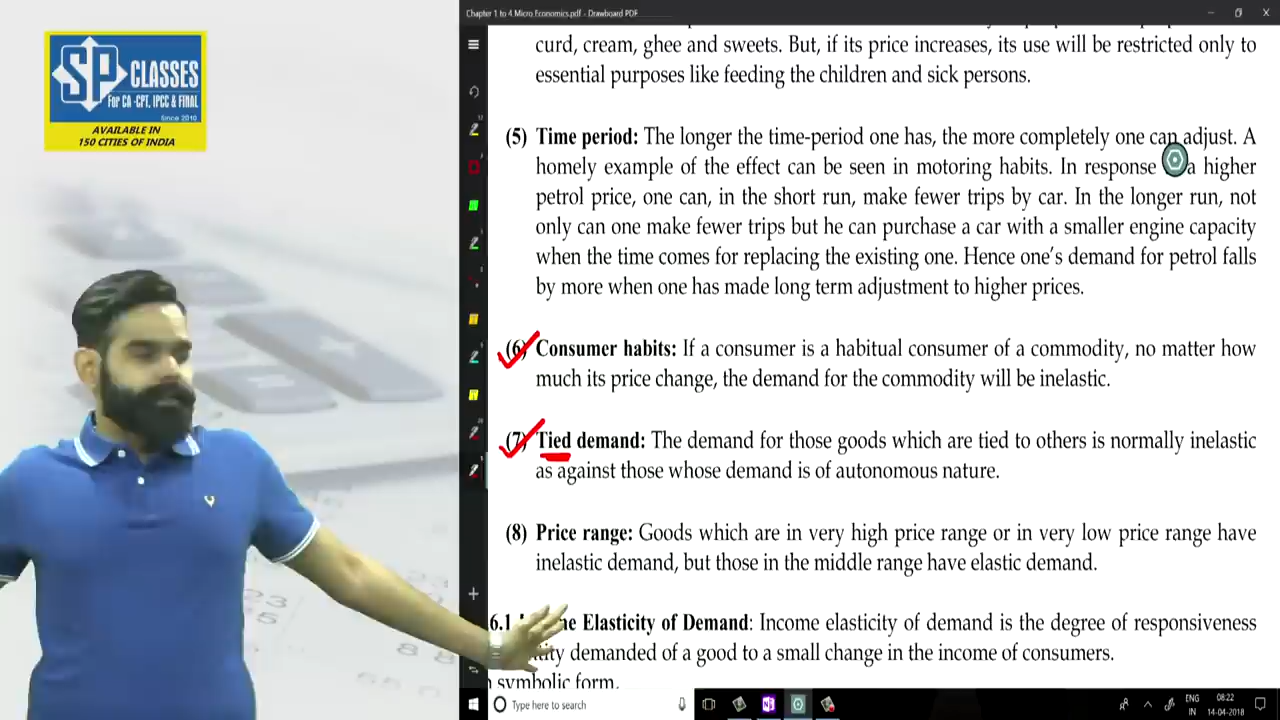 Chapter 1 to 4 Micro Economics.pdf - Drawboard PDF
SP CLASSES
For CA -CPT, IPCC & FINAL
Since 2010
AVAILABLE IN
150 CITIES OF INDIA
curd, cream, ghee and sweets. But, if its price increases, its use will be restricted only to
essential purposes like feeding the children and sick persons.
(5) Time period: The longer the time-period one has, the more completely one can adjust. A
homely example of the effect can be seen in motoring habits. In response a higher
petrol price, one can, in the short run, make fewer trips by car. In the longer run, not
only can one make fewer trips but he can purchase a car with a smaller engine capacity
when the time comes for replacing the existing one. Hence one's demand for petrol falls
by more when one has made long term adjustment to higher prices.
(6) Consumer habits: If a consumer is a habitual consumer of a commodity, no matter how
much its price change, the demand for the commodity will be inelastic.
(7) Tied demand: The demand for those goods which are tied to others is normally inelastic
as against those whose demand is of autonomous nature.
(8) Price range: Goods which are in very high price range or in very low price range have
inelastic demand, but those in the middle range have elastic demand.
6.1 Elasticity of Demand: Income elasticity of demand is the degree of responsiveness
demanded of a good to a small change in the income of consumers.
symbolic form.
Type here to search
ENG
IN
08:22
14-04-2018